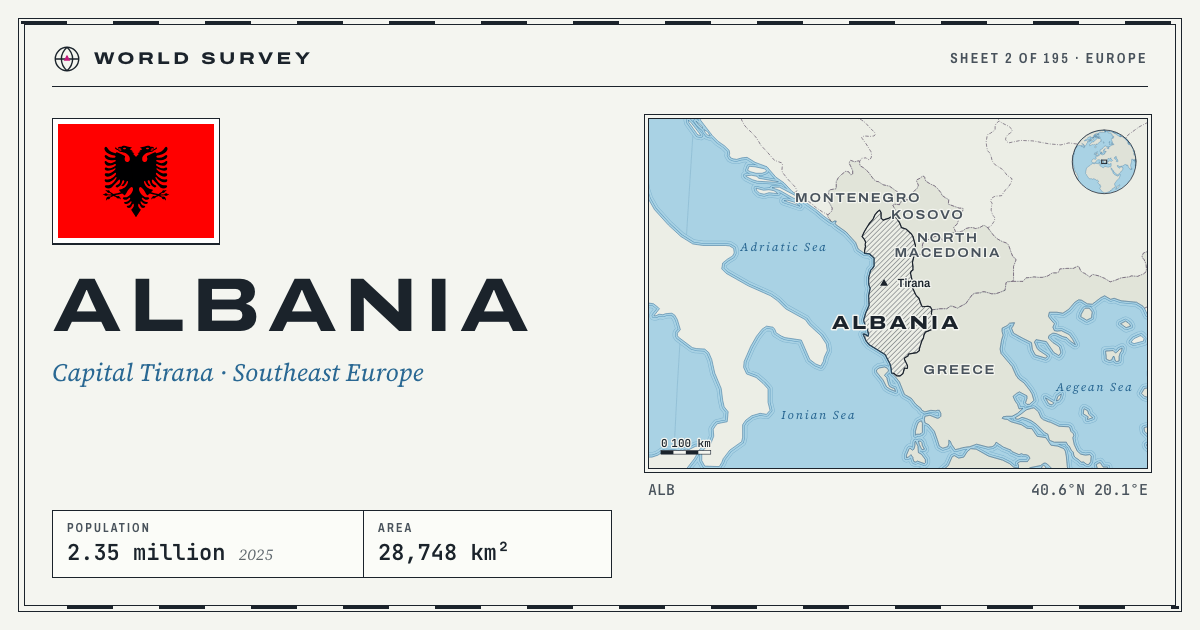 WORLD SURVEY
SHEET 2 OF 195 · EUROPE
ALBANIA
Capital Tirana · Southeast Europe
POPULATION
2.35 million 2025
AREA
28,748 km²
MONTENEGRO
KOSOVO
NORTH
MACEDONIA
Adriatic Sea
Tirana
ALBANIA
GREECE
Aegean Sea
Ionian Sea
0 100 km
ALB
40.6°N 20.1°E